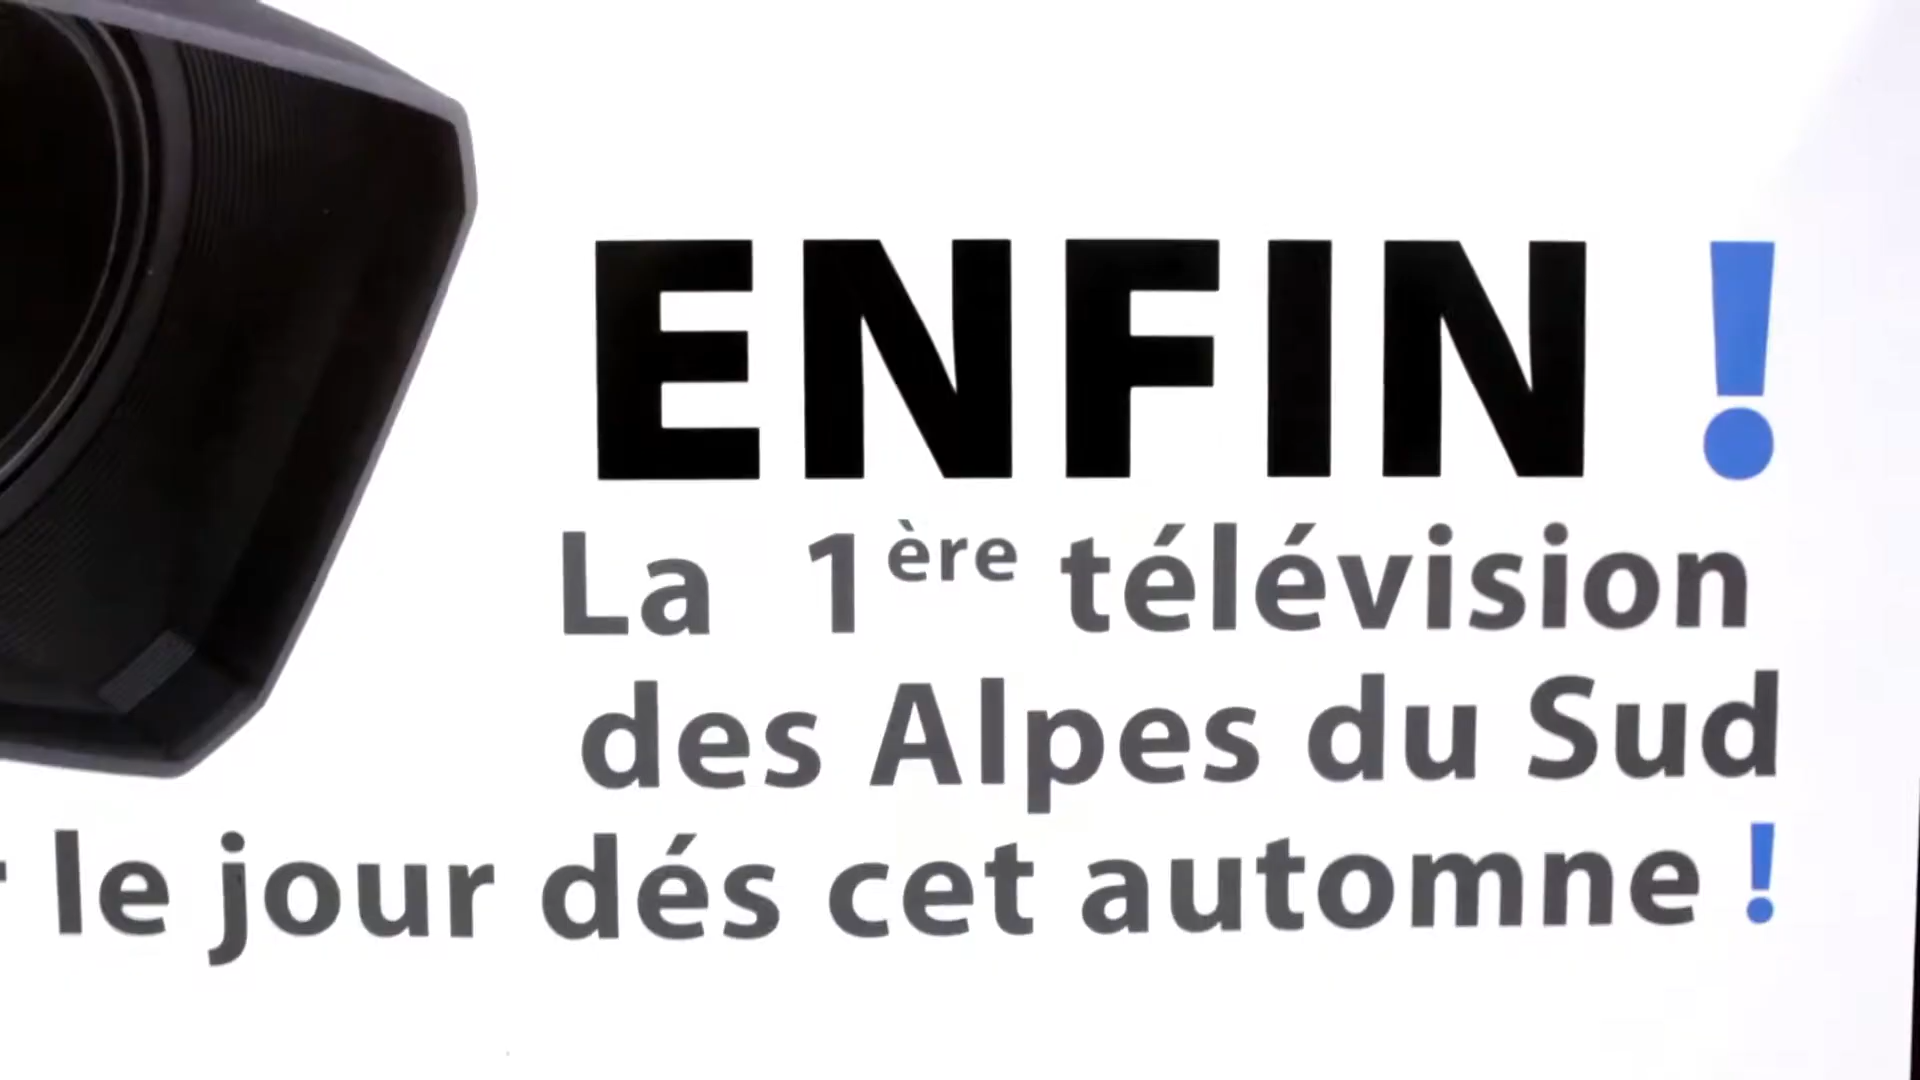 ENFIN !
La 1ère télévision
des Alpes du Sud
le jour dés cet automne !